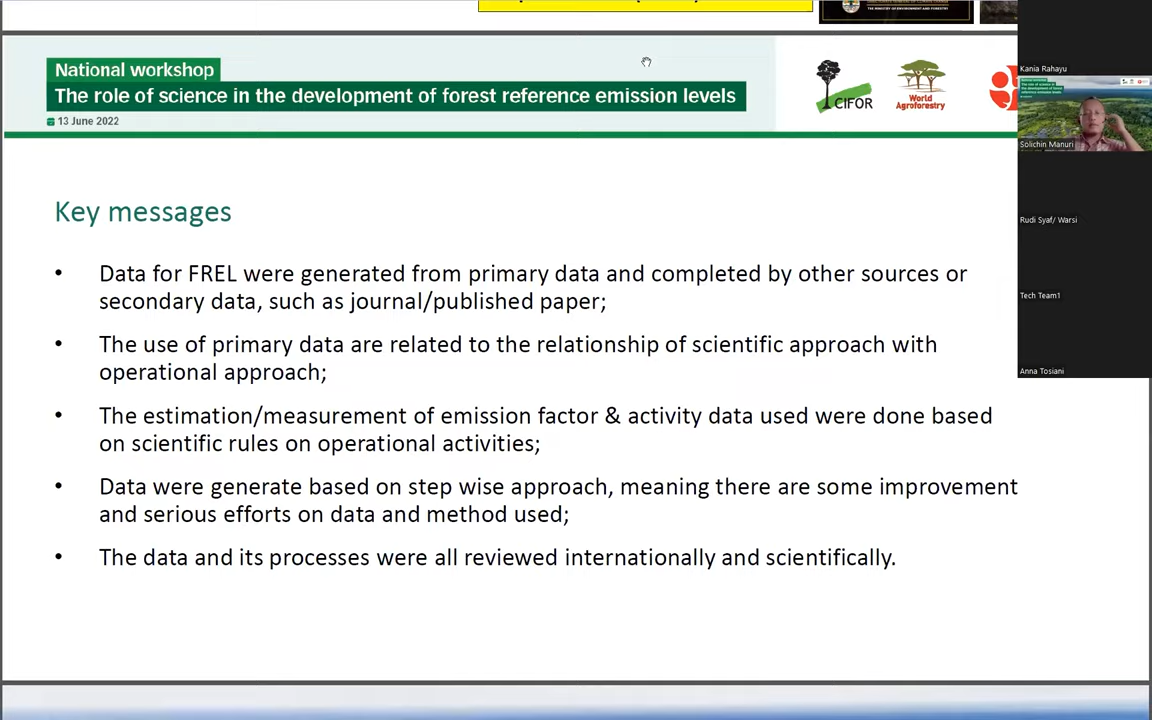 THE MINISTRY OF ENVIRONMENT AND FORESTRY
National workshop
The role of science in the development of forest reference emission levels
13 June 2022
CIFOR
World
Agroforestry
Kania Rahayu
Solichin Manuri
Rudi Syaf/ Warsi
Tech Team1
Anna Tosiani
Key messages
• Data for FREL were generated from primary data and completed by other sources or
secondary data, such as journal/published paper;
• The use of primary data are related to the relationship of scientific approach with
operational approach;
• The estimation/measurement of emission factor & activity data used were done based
on scientific rules on operational activities;
• Data were generate based on step wise approach, meaning there are some improvement
and serious efforts on data and method used;
• The data and its processes were all reviewed internationally and scientifically.